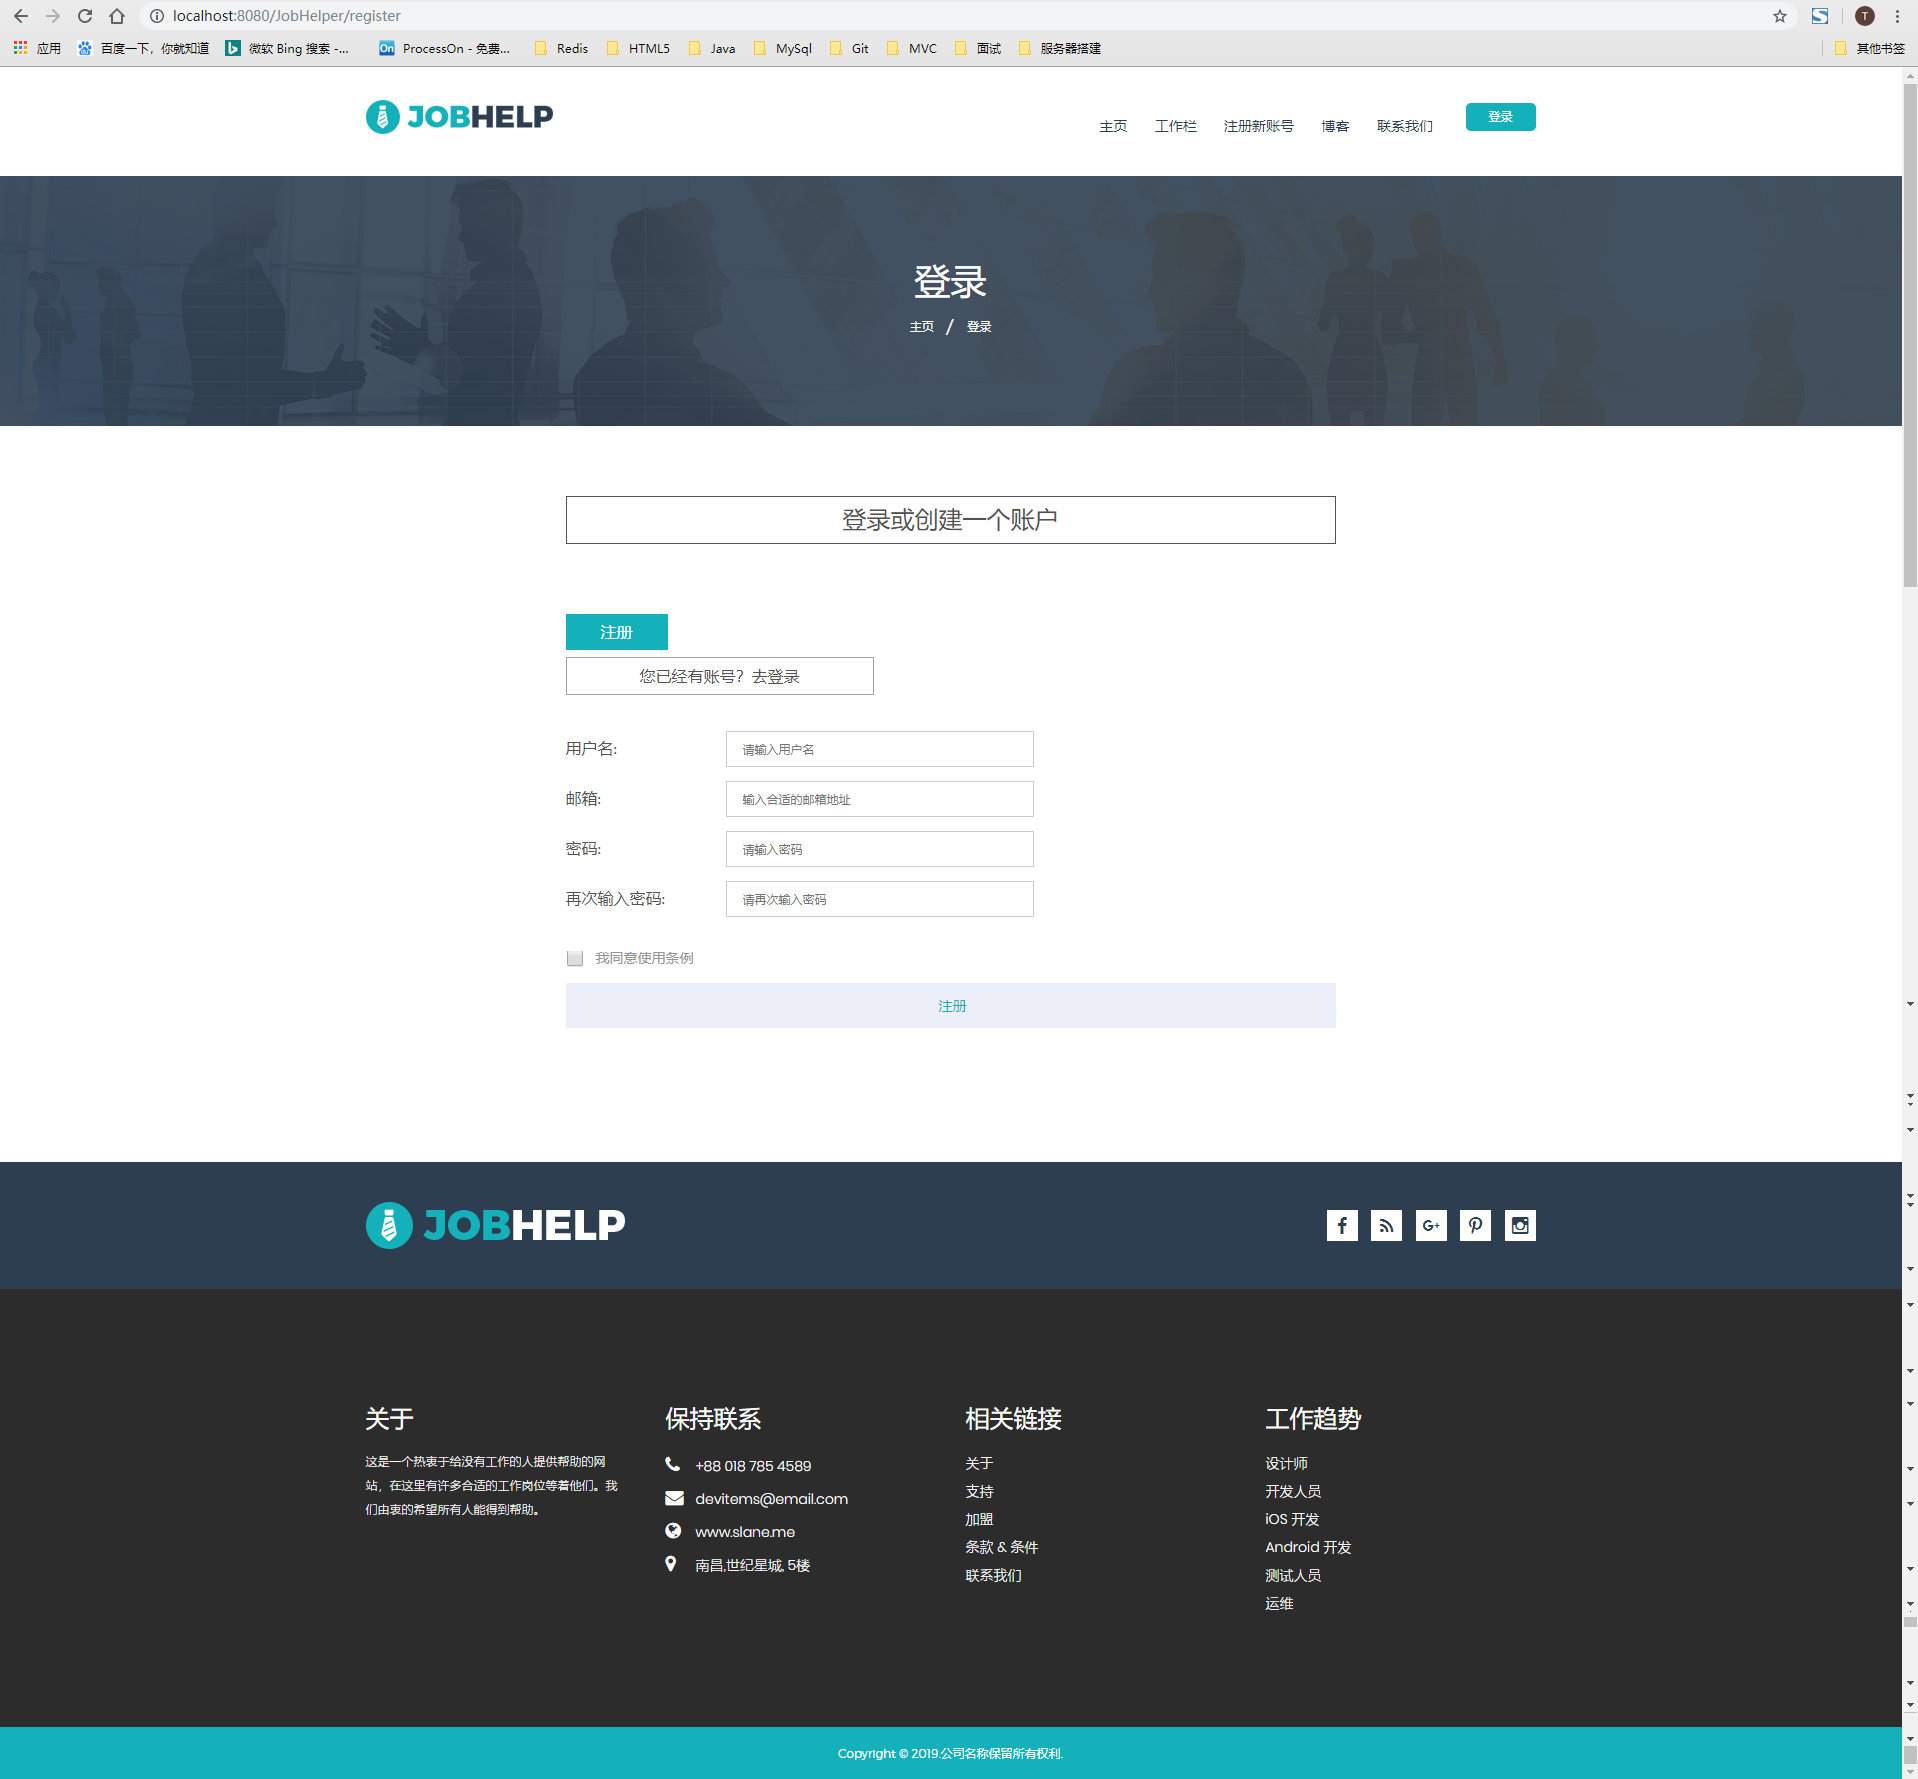 localhost:8080/JobHelper/register
T
应用 百度一下，你就知道 微软 Bing 搜索 -... On ProcessOn - 免费... Redis HTML5 Java MySql Git MVC 面试 服务器搭建 其他书签
JOBHELP
主页 工作栏 注册新账号 博客 联系我们 登录
登录
主页 / 登录
登录或创建一个账户
注册
您已经有账号？去登录
用户名: 请输入用户名
邮箱: 输入合适的邮箱地址
密码: 请输入密码
再次输入密码: 请再次输入密码
我同意使用条例
注册
JOBHELP
关于
这是一个热衷于给没有工作的人提供帮助的网
站，在这里有许多合适的工作岗位等着他们。我
们由衷的希望所有人能得到帮助。
保持联系
+88 018 785 4589
devitems@email.com
www.slane.me
南昌,世纪星城, 5楼
相关链接
关于
支持
加盟
条款 & 条件
联系我们
工作趋势
设计师
开发人员
iOS 开发
Android 开发
测试人员
运维
Copyright © 2019.公司名称保留所有权利.